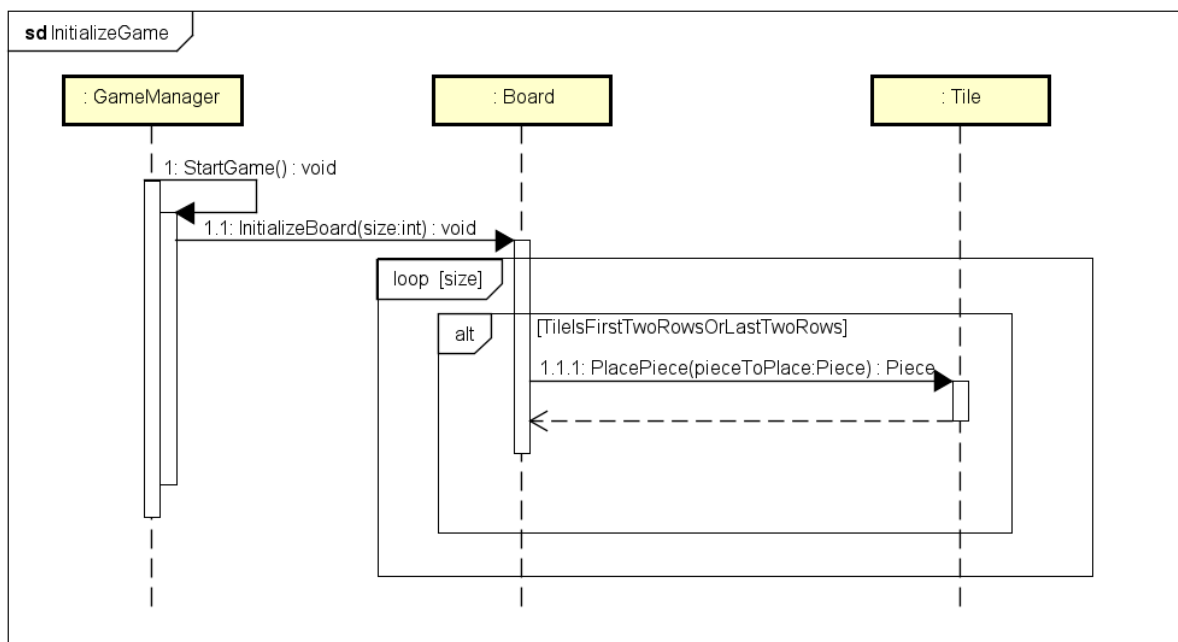 sd InitializeGame
: GameManager
: Board
: Tile
1: StartGame() : void
1.1: InitializeBoard(size:int) : void
loop [size]
alt [TileIsFirstTwoRowsOrLastTwoRows]
1.1.1: PlacePiece(pieceToPlace:Piece) : Piece